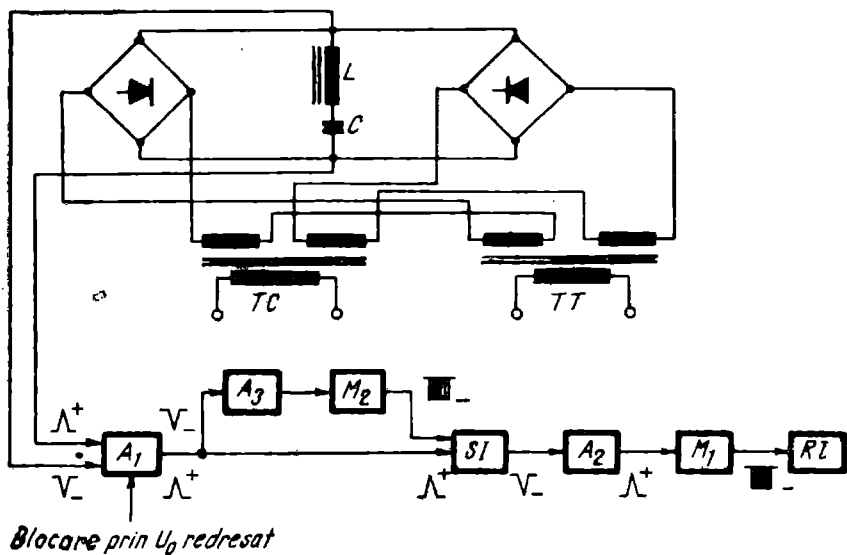 L
C
TC
TT
A3
M2
A1
SI
A2
M1
RI
Blocare prin U0 redresat